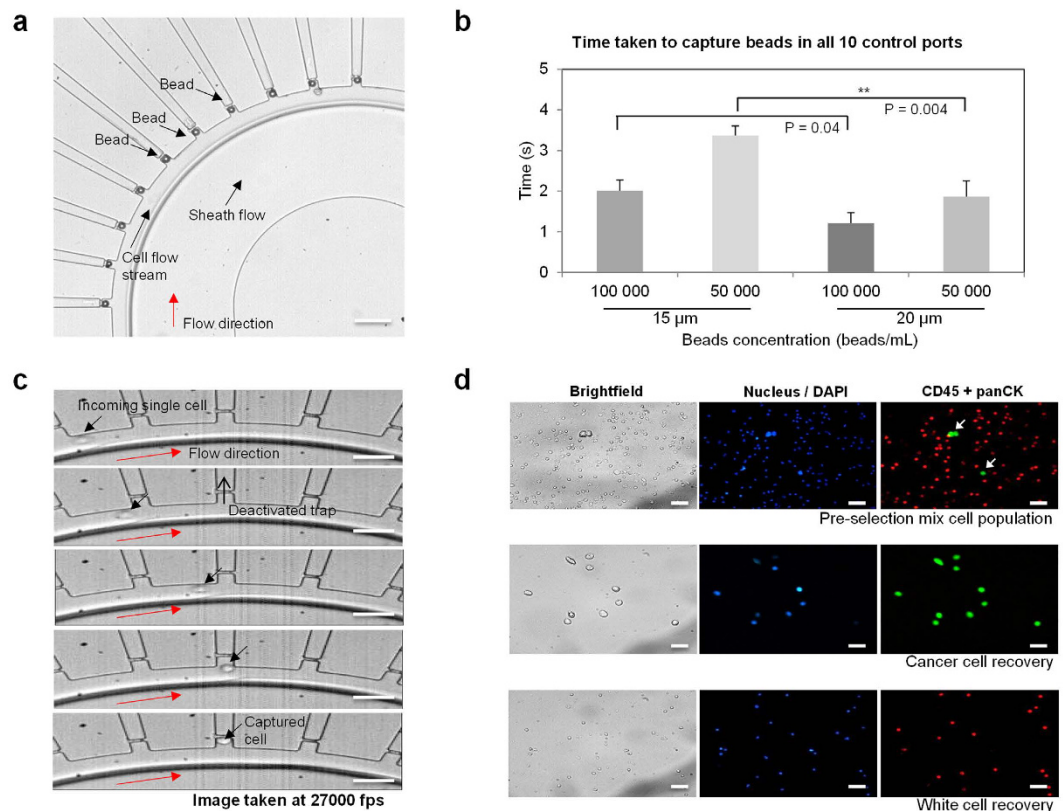 a
Bead
Bead
Bead
Sheath flow
Cell flow
stream
Flow direction
b
Time taken to capture beads in all 10 control ports
5
4
3
2
1
0
Time (s)
**
P = 0.004
P = 0.04
100 000
50 000
100 000
50 000
15 µm
20 µm
Beads concentration (beads/mL)
c
Incoming single cell
Flow direction
Deactivated trap
Captured
cell
Image taken at 27000 fps
d
Brightfield
Nucleus / DAPI
CD45 + panCK
Pre-selection mix cell population
Cancer cell recovery
White cell recovery